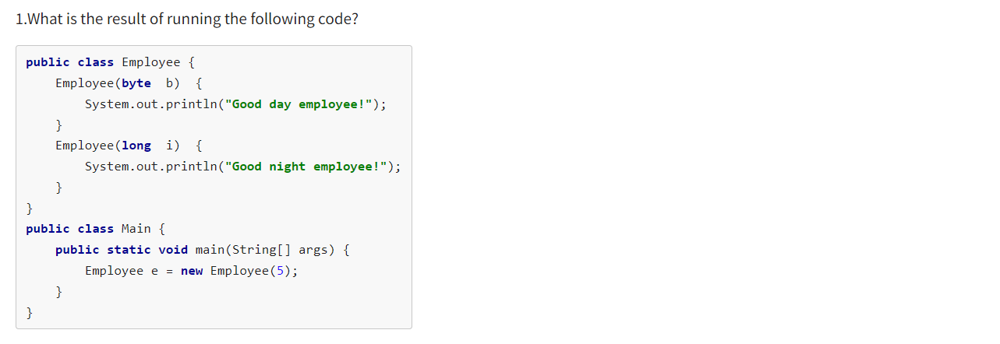 1.What is the result of running the following code?
public class Employee {
    Employee(byte  b)  {
        System.out.println("Good day employee!");
    }
    Employee(long  i)  {
        System.out.println("Good night employee!");
    }
}
public class Main {
    public static void main(String[] args) {
        Employee e = new Employee(5);
    }
}